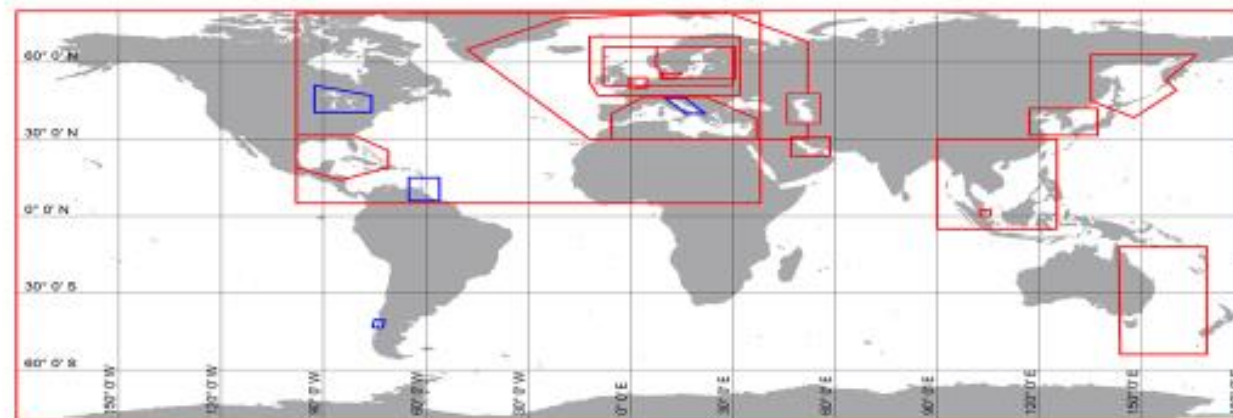 60° 0' N
30° 0' N
0° 0' N
30° 0' S
60° 0' S
150° 0' W
120° 0' W
90° 0' W
60° 0' W
30° 0' W
0° 0' E
30° 0' E
60° 0' E
90° 0' E
120° 0' E
150° 0' E